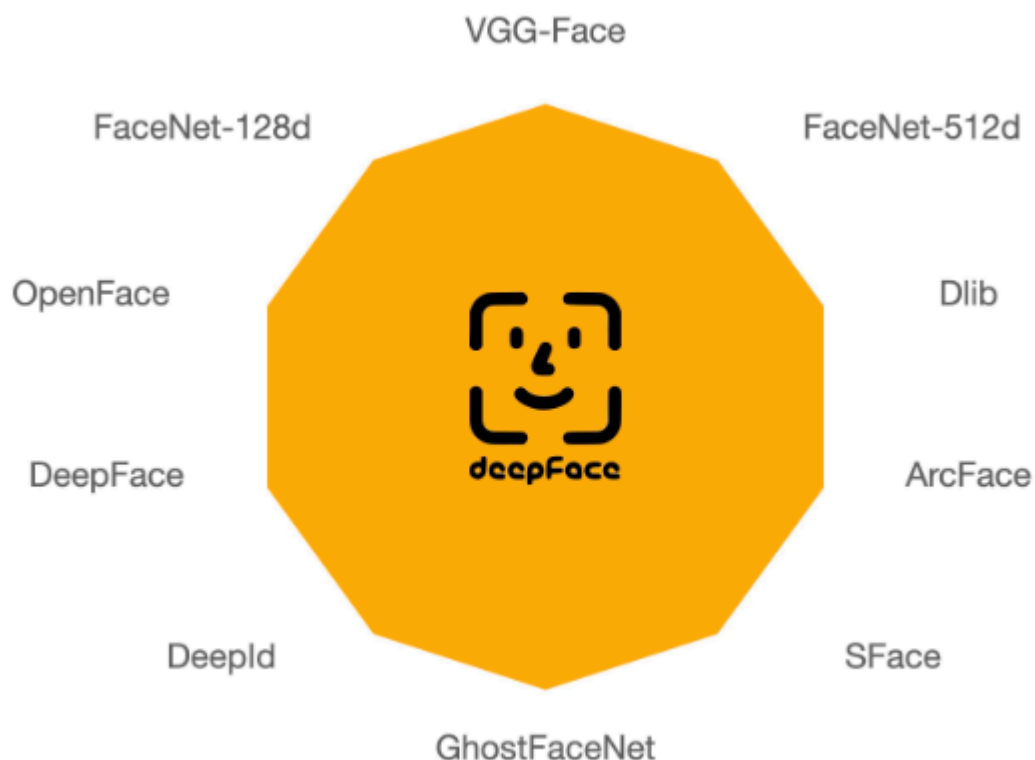 VGG-Face
FaceNet-128d
FaceNet-512d
OpenFace
Dlib
deepFace
DeepFace
ArcFace
DeepId
SFace
GhostFaceNet